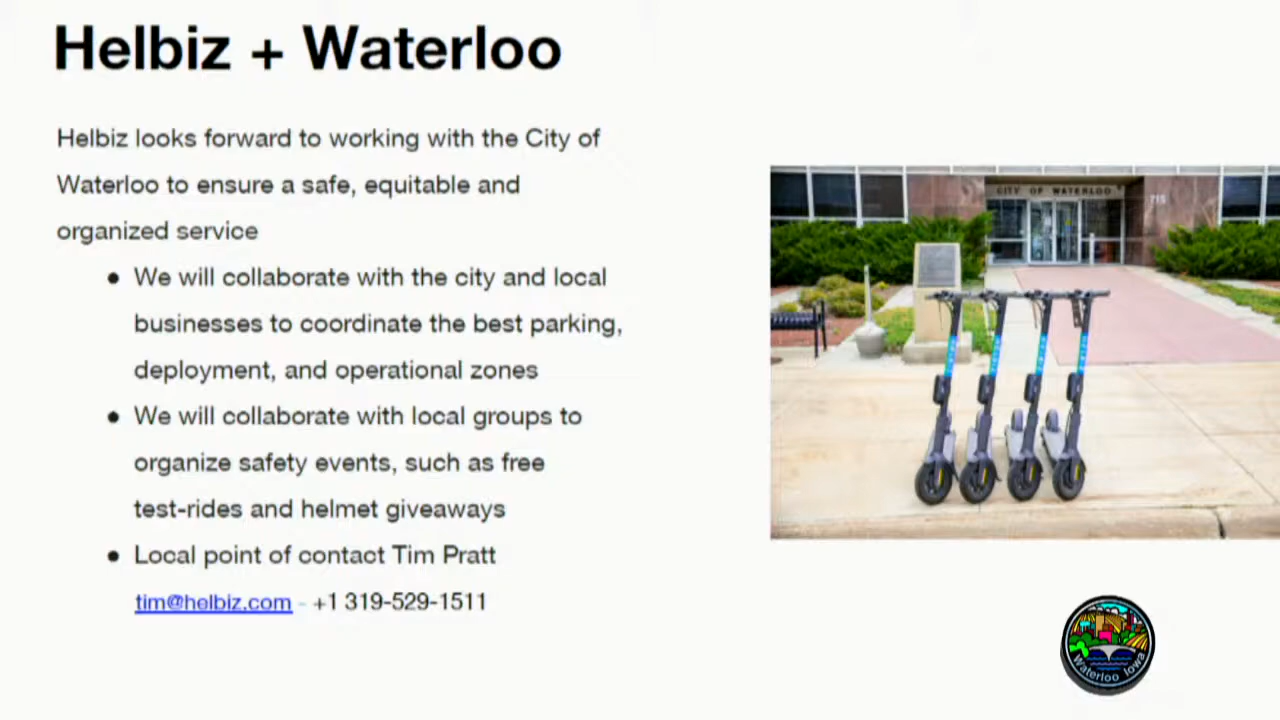 Helbiz + Waterloo
Helbiz looks forward to working with the City of
Waterloo to ensure a safe, equitable and
organized service
● We will collaborate with the city and local
businesses to coordinate the best parking,
deployment, and operational zones
● We will collaborate with local groups to
organize safety events, such as free
test-rides and helmet giveaways
● Local point of contact Tim Pratt
tim@helbiz.com - +1 319-529-1511
CITY OF WATERLOO
715
Waterloo Iowa